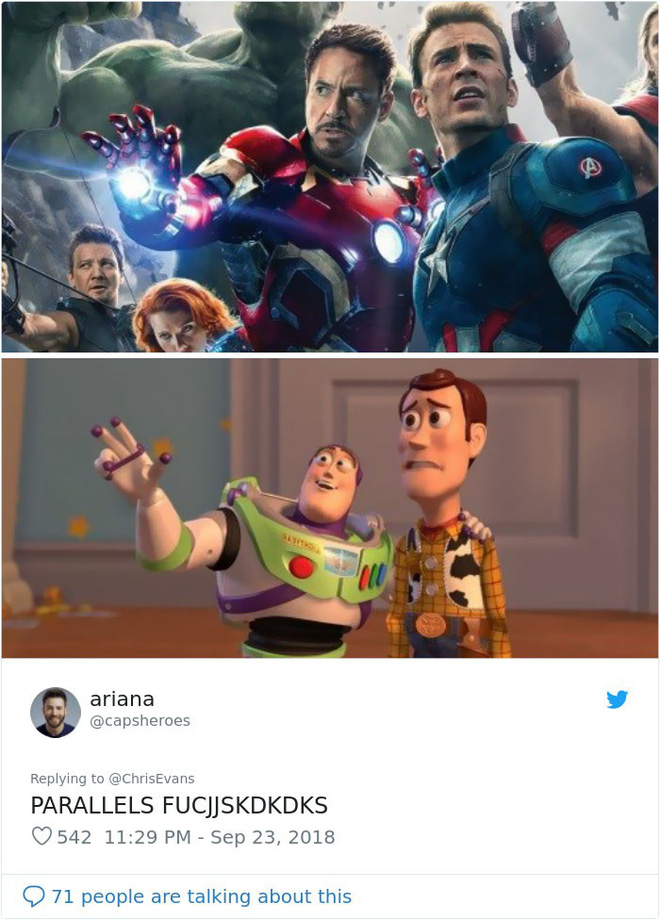 ariana
@capsheroes
Replying to @ChrisEvans
PARALLELS FUCJJSKDKDKS
542 11:29 PM - Sep 23, 2018
71 people are talking about this